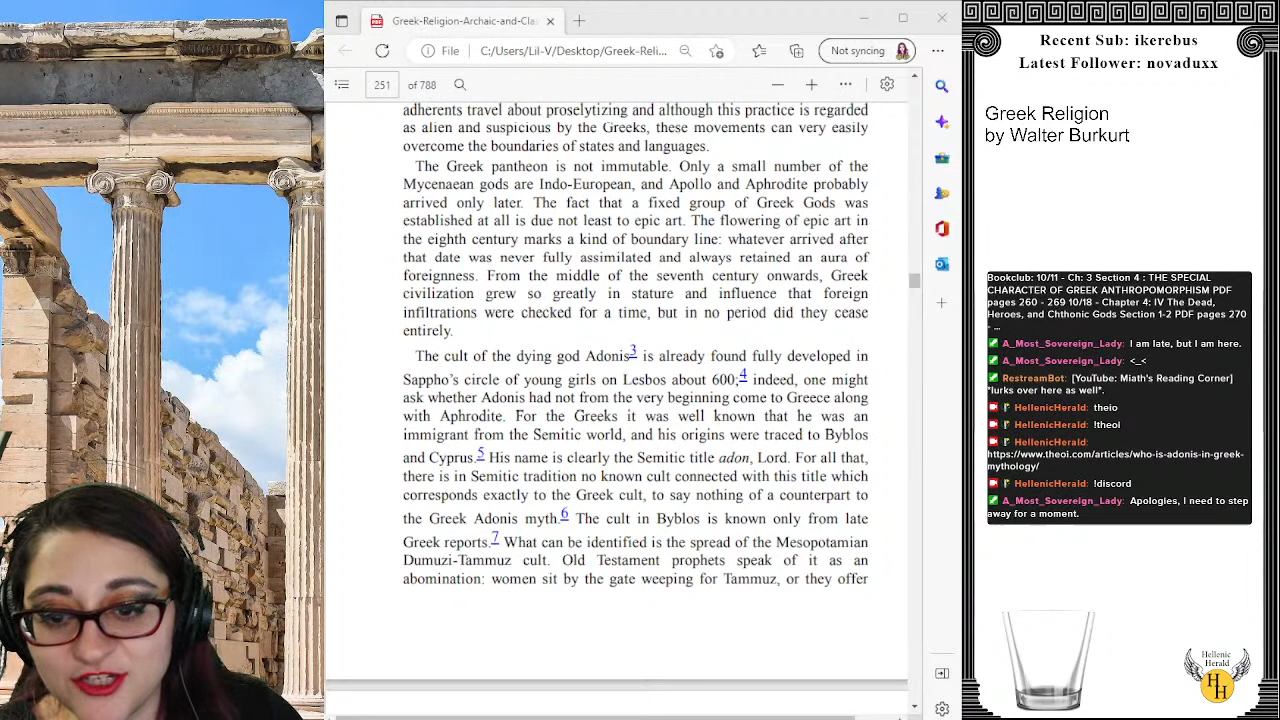 Greek-Religion-Archaic-and-Cla
File
C:/Users/Lil-V/Desktop/Greek-Reli...
Not syncing
251
of 788
adherents travel about proselytizing and although this practice is regarded
as alien and suspicious by the Greeks, these movements can very easily
overcome the boundaries of states and languages.
The Greek pantheon is not immutable. Only a small number of the
Mycenaean gods are Indo-European, and Apollo and Aphrodite probably
arrived only later. The fact that a fixed group of Greek Gods was
established at all is due not least to epic art. The flowering of epic art in
the eighth century marks a kind of boundary line: whatever arrived after
that date was never fully assimilated and always retained an aura of
foreignness. From the middle of the seventh century onwards, Greek
civilization grew so greatly in stature and influence that foreign
infiltrations were checked for a time, but in no period did they cease
entirely.
The cult of the dying god Adonis3 is already found fully developed in
Sappho's circle of young girls on Lesbos about 600;4 indeed, one might
ask whether Adonis had not from the very beginning come to Greece along
with Aphrodite. For the Greeks it was well known that he was an
immigrant from the Semitic world, and his origins were traced to Byblos
and Cyprus.5 His name is clearly the Semitic title adon, Lord. For all that,
there is in Semitic tradition no known cult connected with this title which
corresponds exactly to the Greek cult, to say nothing of a counterpart to
the Greek Adonis myth.6 The cult in Byblos is known only from late
Greek reports.7 What can be identified is the spread of the Mesopotamian
Dumuzi-Tammuz cult. Old Testament prophets speak of it as an
abomination: women sit by the gate weeping for Tammuz, or they offer
Recent Sub: ikerebus
Latest Follower: novaduxx
Greek Religion
by Walter Burkurt
Bookclub: 10/11 - Ch: 3 Section 4 : THE SPECIAL
CHARACTER OF GREEK ANTHROPOMORPHISM PDF
pages 260 - 269 10/18 - Chapter 4: IV The Dead,
Heroes, and Chthonic Gods Section 1-2 PDF pages 270
- ...
A_Most_Sovereign_Lady: I am late, but I am here.
A_Most_Sovereign_Lady: <_<
RestreamBot: [YouTube: Miath's Reading Corner]
*lurks over here as well*.
HellenicHerald: theio
HellenicHerald: !theoi
HellenicHerald:
https://www.theoi.com/articles/who-is-adonis-in-greek-
mythology/
HellenicHerald: !discord
A_Most_Sovereign_Lady: Apologies, I need to step
away for a moment.
Hellenic
Herald
HH